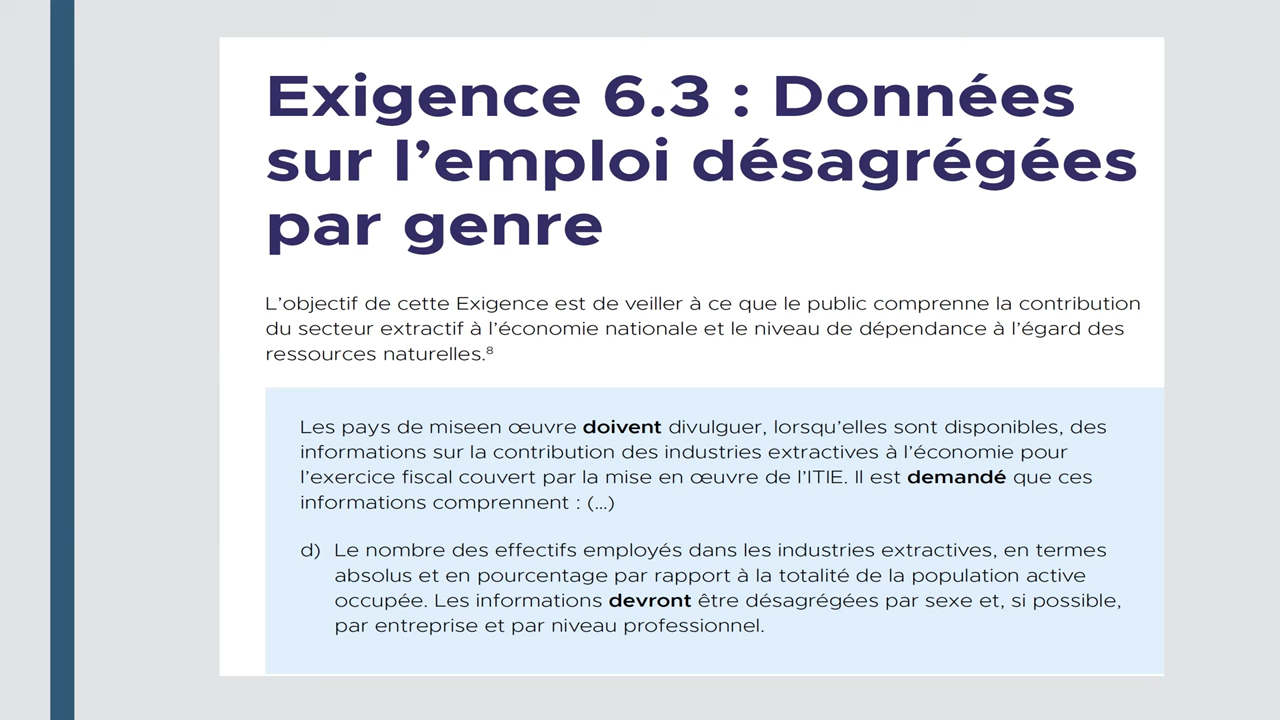 Exigence 6.3 : Données
sur l’emploi désagrégées
par genre
L’objectif de cette Exigence est de veiller à ce que le public comprenne la contribution
du secteur extractif à l’économie nationale et le niveau de dépendance à l’égard des
ressources naturelles.⁸
Les pays de miseen œuvre doivent divulguer, lorsqu’elles sont disponibles, des
informations sur la contribution des industries extractives à l’économie pour
l’exercice fiscal couvert par la mise en œuvre de l’ITIE. Il est demandé que ces
informations comprennent : (...)
d) Le nombre des effectifs employés dans les industries extractives, en termes
absolus et en pourcentage par rapport à la totalité de la population active
occupée. Les informations devront être désagrégées par sexe et, si possible,
par entreprise et par niveau professionnel.